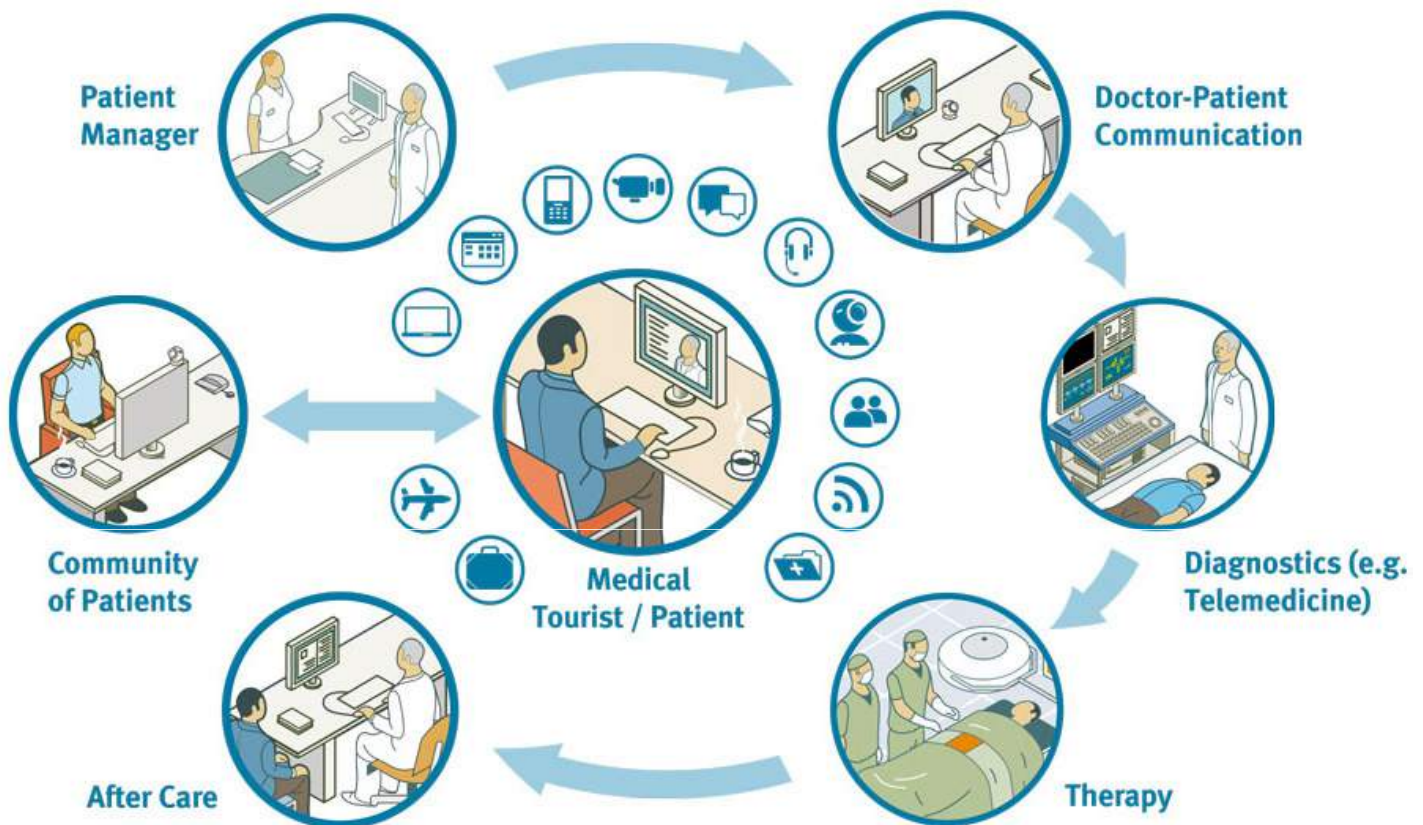 Patient
Manager
Doctor-Patient
Communication
Community
of Patients
Medical
Tourist / Patient
Diagnostics (e.g.
Telemedicine)
After Care
Therapy